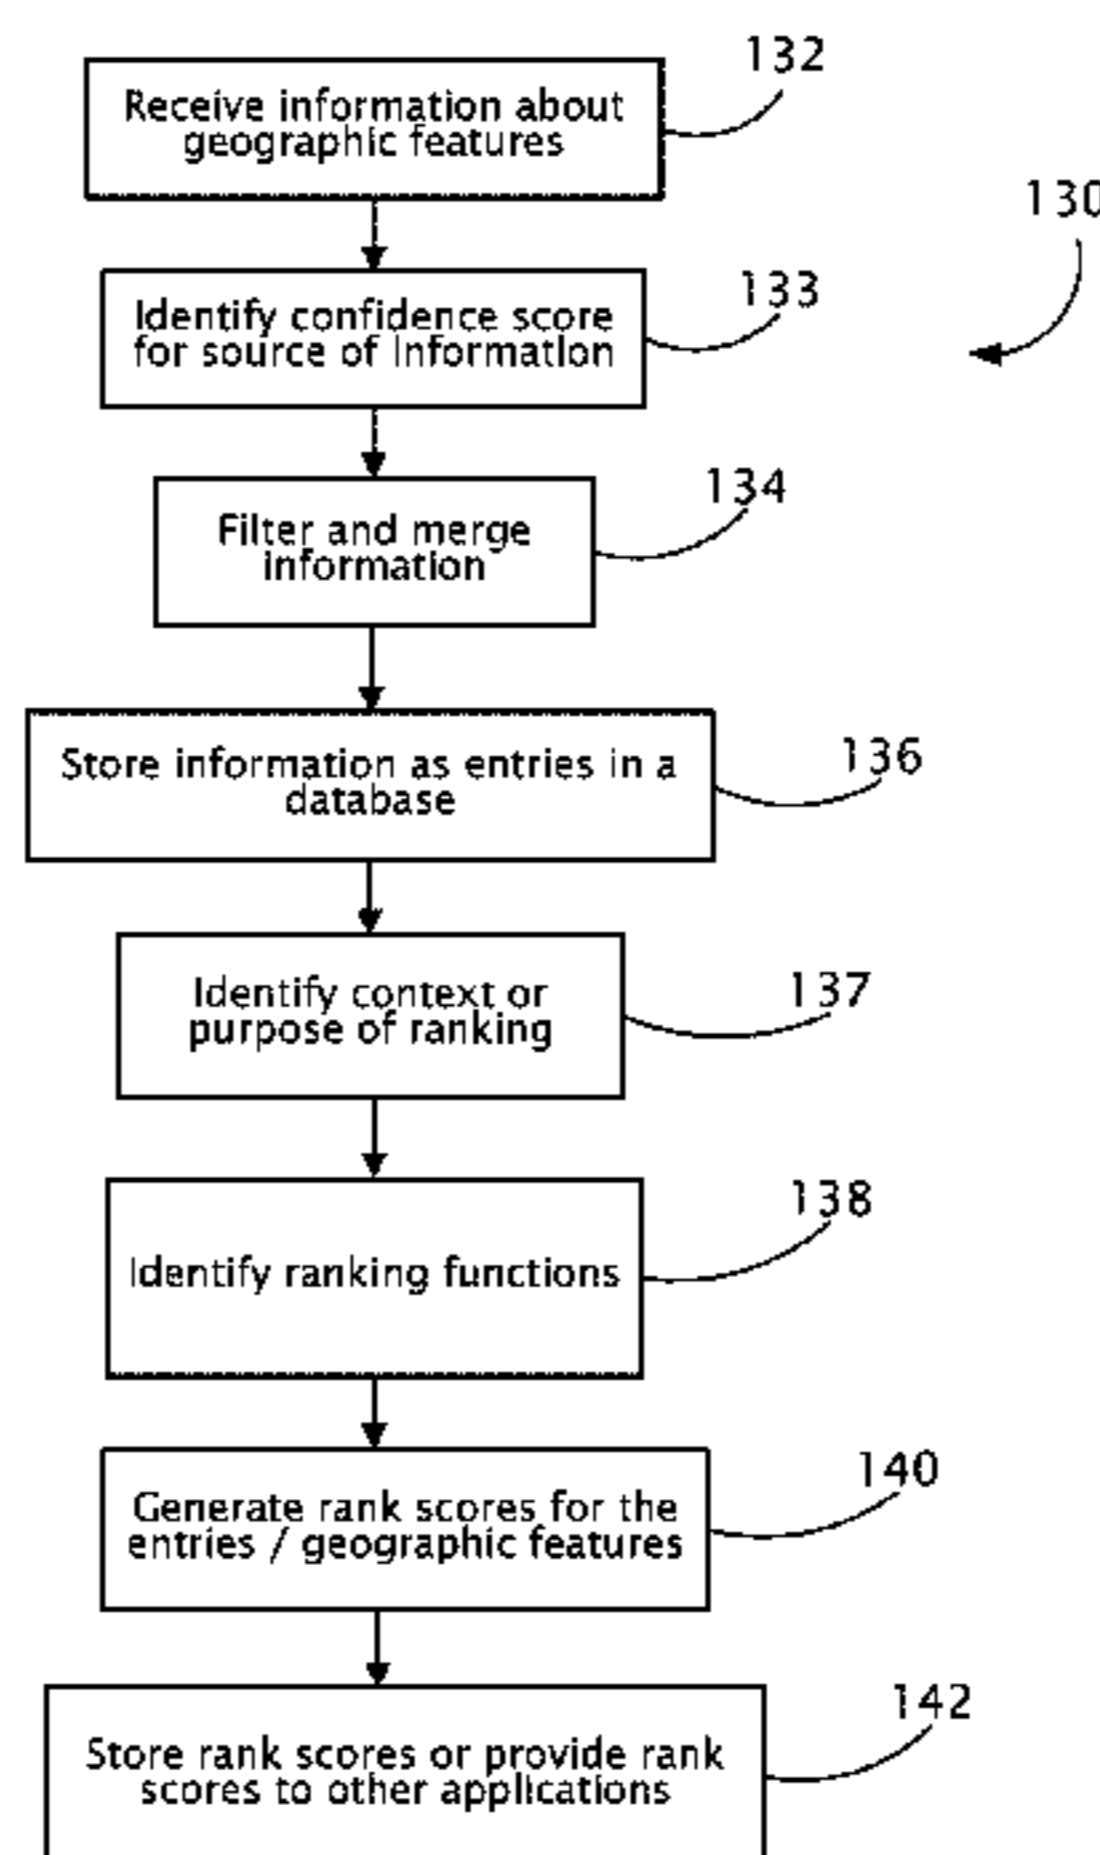 132
Receive information about
geographic features
130
133
Identify confidence score
for source of information
134
Filter and merge
information
136
Store information as entries in a
database
137
Identify context or
purpose of ranking
138
Identify ranking functions
140
Generate rank scores for the
entries / geographic features
142
Store rank scores or provide rank
scores to other applications